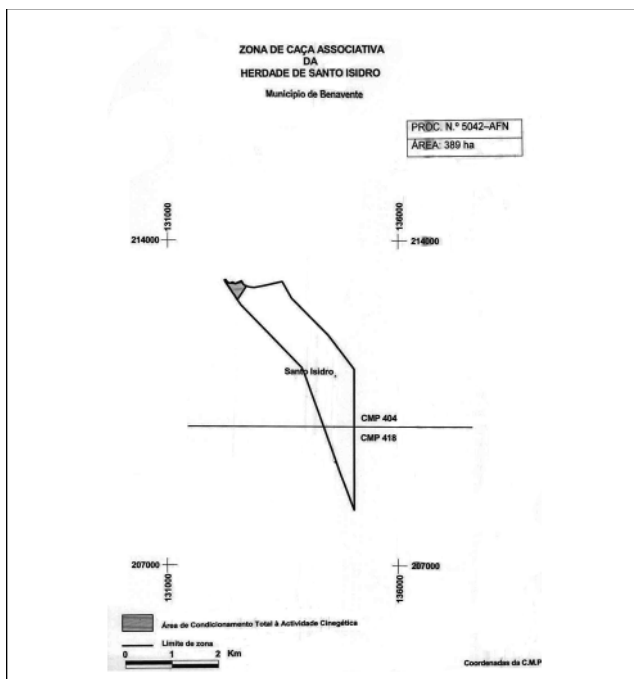 ZONA DE CAÇA ASSOCIATIVA
DA
HERDADE DE SANTO ISIDRO
Município de Benavente
PROC. N.º 5042–AFN
ÁREA: 389 ha
131000
136000
214000
214000
Santo Isidro
CMP 404
CMP 418
207000
207000
131000
136000
Área de Condicionamento Total à Actividade Cinegética
Limite de zona
0 1 2 Km
Coordenadas da C.M.P